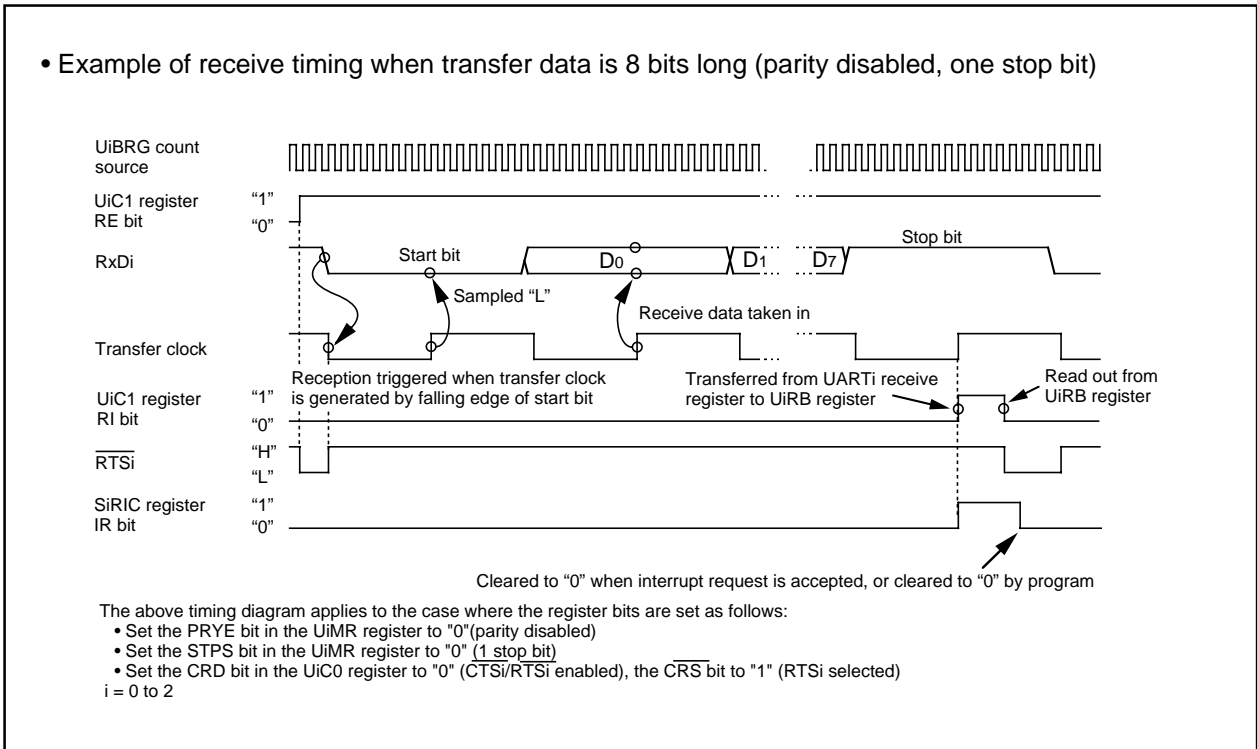 • Example of receive timing when transfer data is 8 bits long (parity disabled, one stop bit)
UiBRG count
source
UiC1 register
RE bit
“1”
“0”
RxDi
Start bit
D0
D1
D7
Stop bit
Sampled “L”
Receive data taken in
Transfer clock
Reception triggered when transfer clock
is generated by falling edge of start bit
Transferred from UARTi receive
register to UiRB register
Read out from
UiRB register
UiC1 register
RI bit
“1”
“0”
RTSi
“H”
“L”
SiRIC register
IR bit
“1”
“0”
Cleared to “0” when interrupt request is accepted, or cleared to “0” by program
The above timing diagram applies to the case where the register bits are set as follows:
• Set the PRYE bit in the UiMR register to "0"(parity disabled)
• Set the STPS bit in the UiMR register to "0" (1 stop bit)
• Set the CRD bit in the UiC0 register to "0" (CTSi/RTSi enabled), the CRS bit to "1" (RTSi selected)
i = 0 to 2